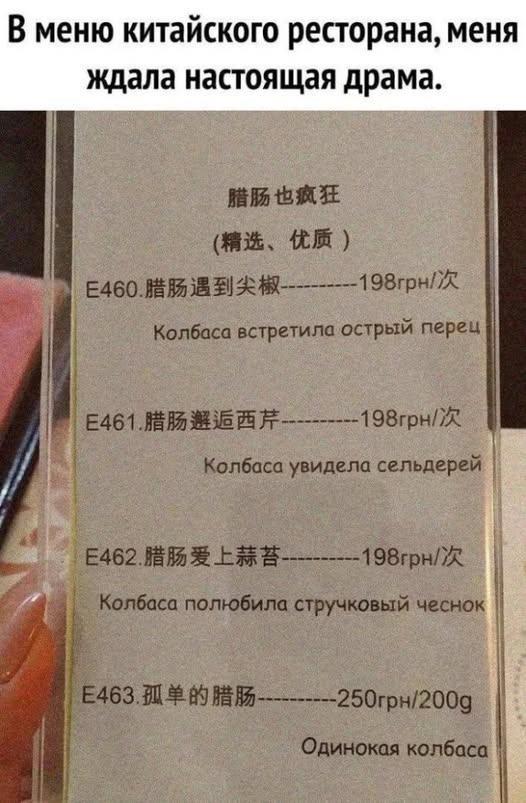 В меню китайского ресторана, меня
ждала настоящая драма.
腊肠也疯狂
(精选、优质)
E460.腊肠遇到尖椒----------198грн/次
Колбаса встретила острый перец
E461.腊肠邂逅西芹----------198грн/次
Колбаса увидела сельдерей
E462.腊肠爱上蒜苔----------198грн/次
Колбаса полюбила стручковый чеснок
E463.孤单的腊肠----------250грн/200g
Одинокая колбаса